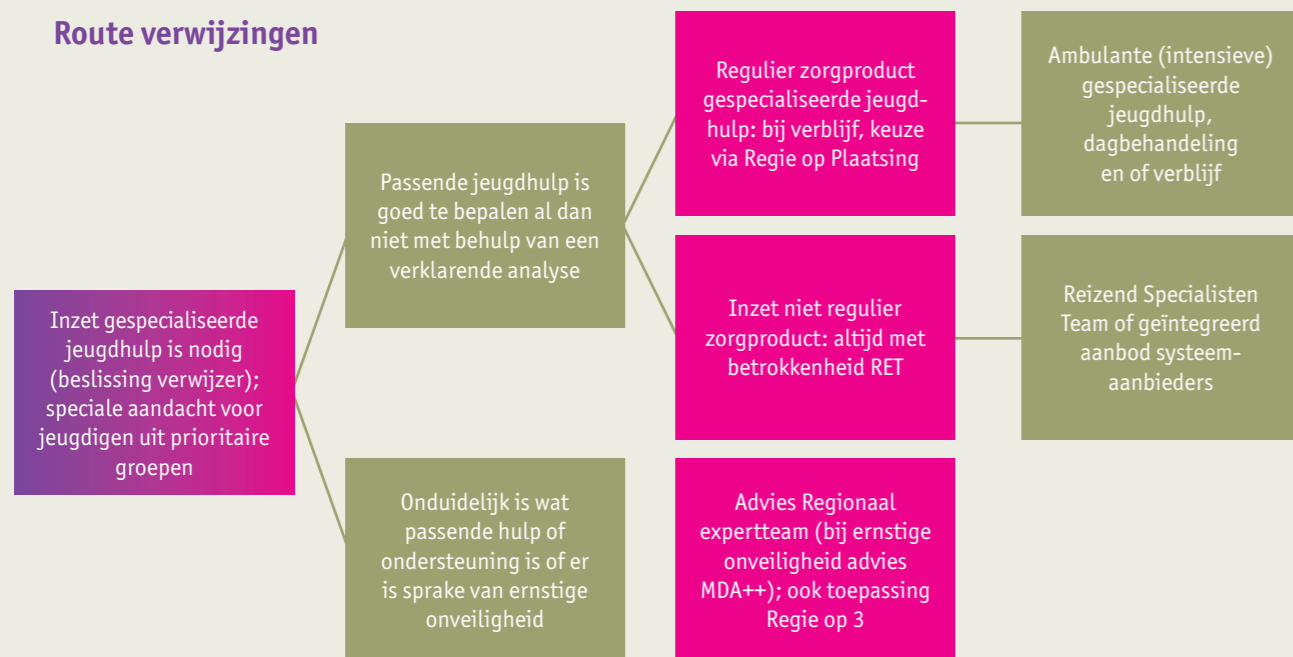 Route verwijzingen
Inzet gespecialiseerde
jeugdhulp is nodig
(beslissing verwijzer);
speciale aandacht voor
jeugdigen uit prioritaire
groepen
Passende jeugdhulp is
goed te bepalen al dan
niet met behulp van een
verklarende analyse
Regulier zorgproduct
gespecialiseerde jeugd-
hulp: bij verblijf, keuze
via Regie op Plaatsing
Ambulante (intensieve)
gespecialiseerde
jeugdhulp,
dagbehandeling
en of verblijf
Inzet niet regulier
zorgproduct: altijd met
betrokkenheid RET
Reizend Specialisten
Team of geïntegreerd
aanbod systeem-
aanbieders
Onduidelijk is wat
passende hulp of
ondersteuning is of er
is sprake van ernstige
onveiligheid
Advies Regionaal
expertteam (bij ernstige
onveiligheid advies
MDA++); ook toepassing
Regie op 3